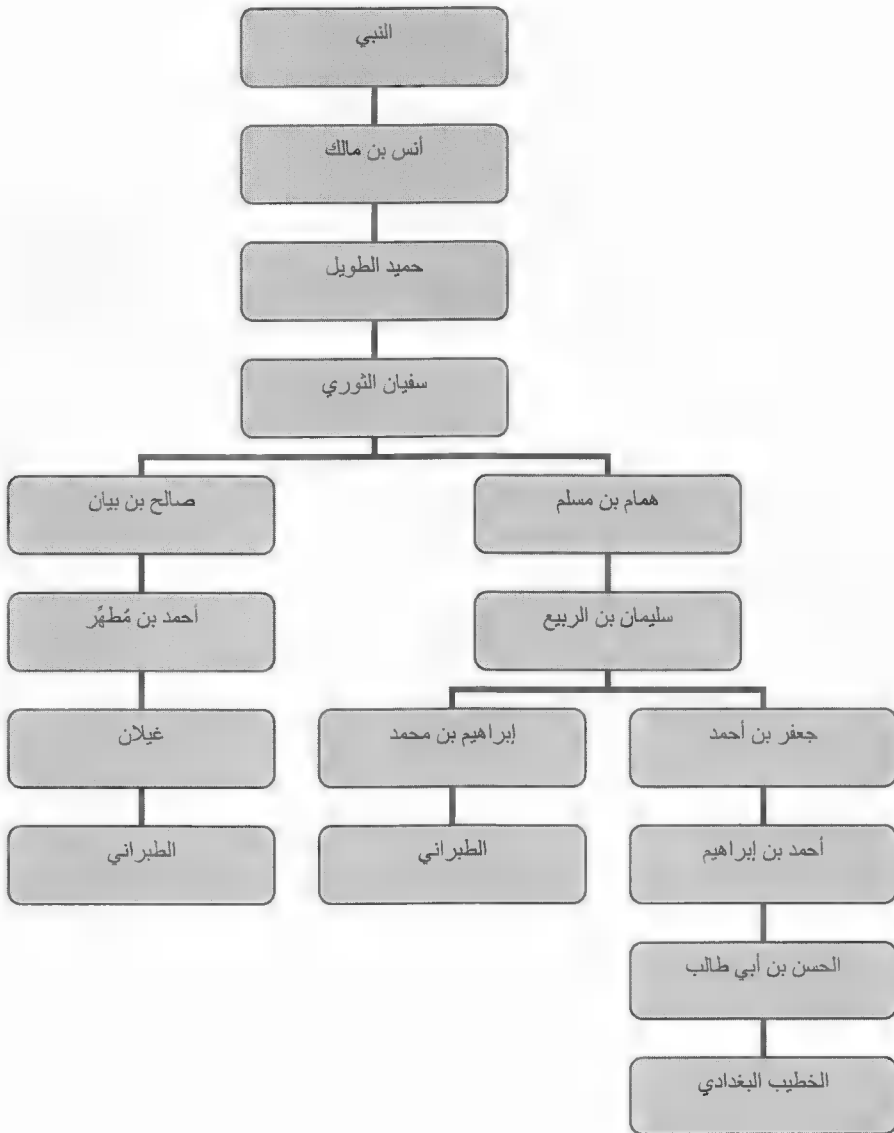 النبي
أنس بن مالك
حميد الطويل
سفيان الثوري
همام بن مسلم
صالح بن بيان
سليمان بن الربيع
أحمد بن مُطهِّر
جعفر بن أحمد
إبراهيم بن محمد
غيلان
أحمد بن إبراهيم
الطبراني
الطبراني
الحسن بن أبي طالب
الخطيب البغدادي